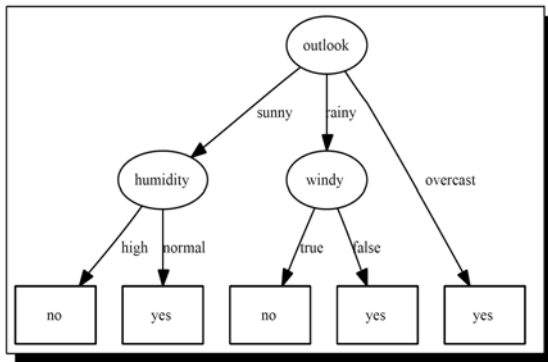 outlook
sunny
rainy
humidity
windy
overcast
high
normal
true
false
no
yes
no
yes
yes